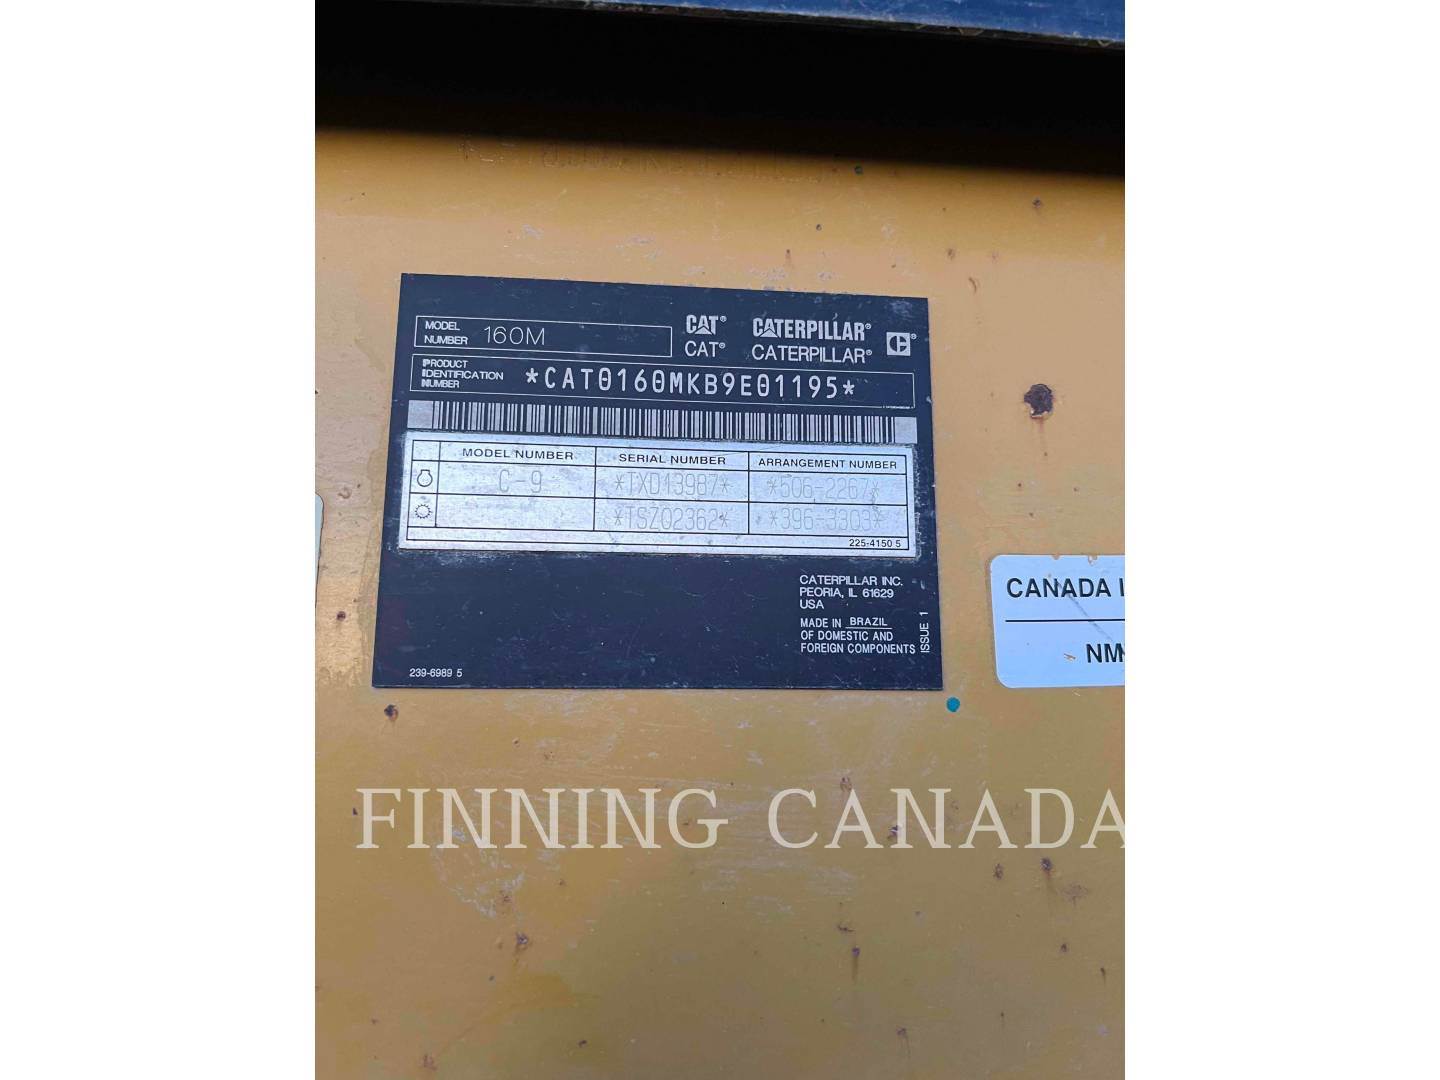 MODEL NUMBER 160M
CAT® CATERPILLAR®
CAT® CATERPILLAR®
PRODUCT IDENTIFICATION NUMBER *CAT0160MKB9E01195*
MODEL NUMBER SERIAL NUMBER ARRANGEMENT NUMBER
C-9 *TXD13987* *506-2267*
*TSZ02362* *396-3303*
225-4150 5
CATERPILLAR INC.
PEORIA, IL 61629
USA
MADE IN BRAZIL
OF DOMESTIC AND
FOREIGN COMPONENTS
ISSUE 1
239-6989 5
CANADA
NM
FINNING CANADA